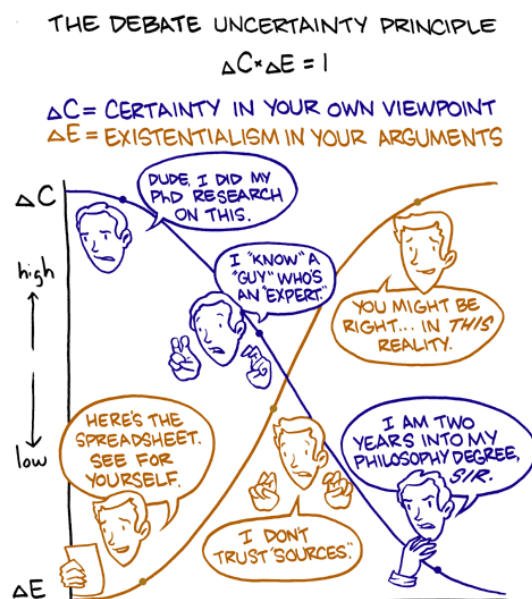 THE DEBATE UNCERTAINTY PRINCIPLE
ΔC×ΔE = 1
ΔC = CERTAINTY IN YOUR OWN VIEWPOINT
ΔE = EXISTENTIALISM IN YOUR ARGUMENTS
ΔC
high
low
ΔE
DUDE, I DID MY
PhD RESEARCH
ON THIS.
I "KNOW" A
"GUY" WHO'S
AN "EXPERT."
YOU MIGHT BE
RIGHT... IN THIS
REALITY.
HERE'S THE
SPREADSHEET.
SEE FOR
YOURSELF.
I DON'T
TRUST "SOURCES".
I AM TWO
YEARS INTO MY
PHILOSOPHY DEGREE,
SIR.